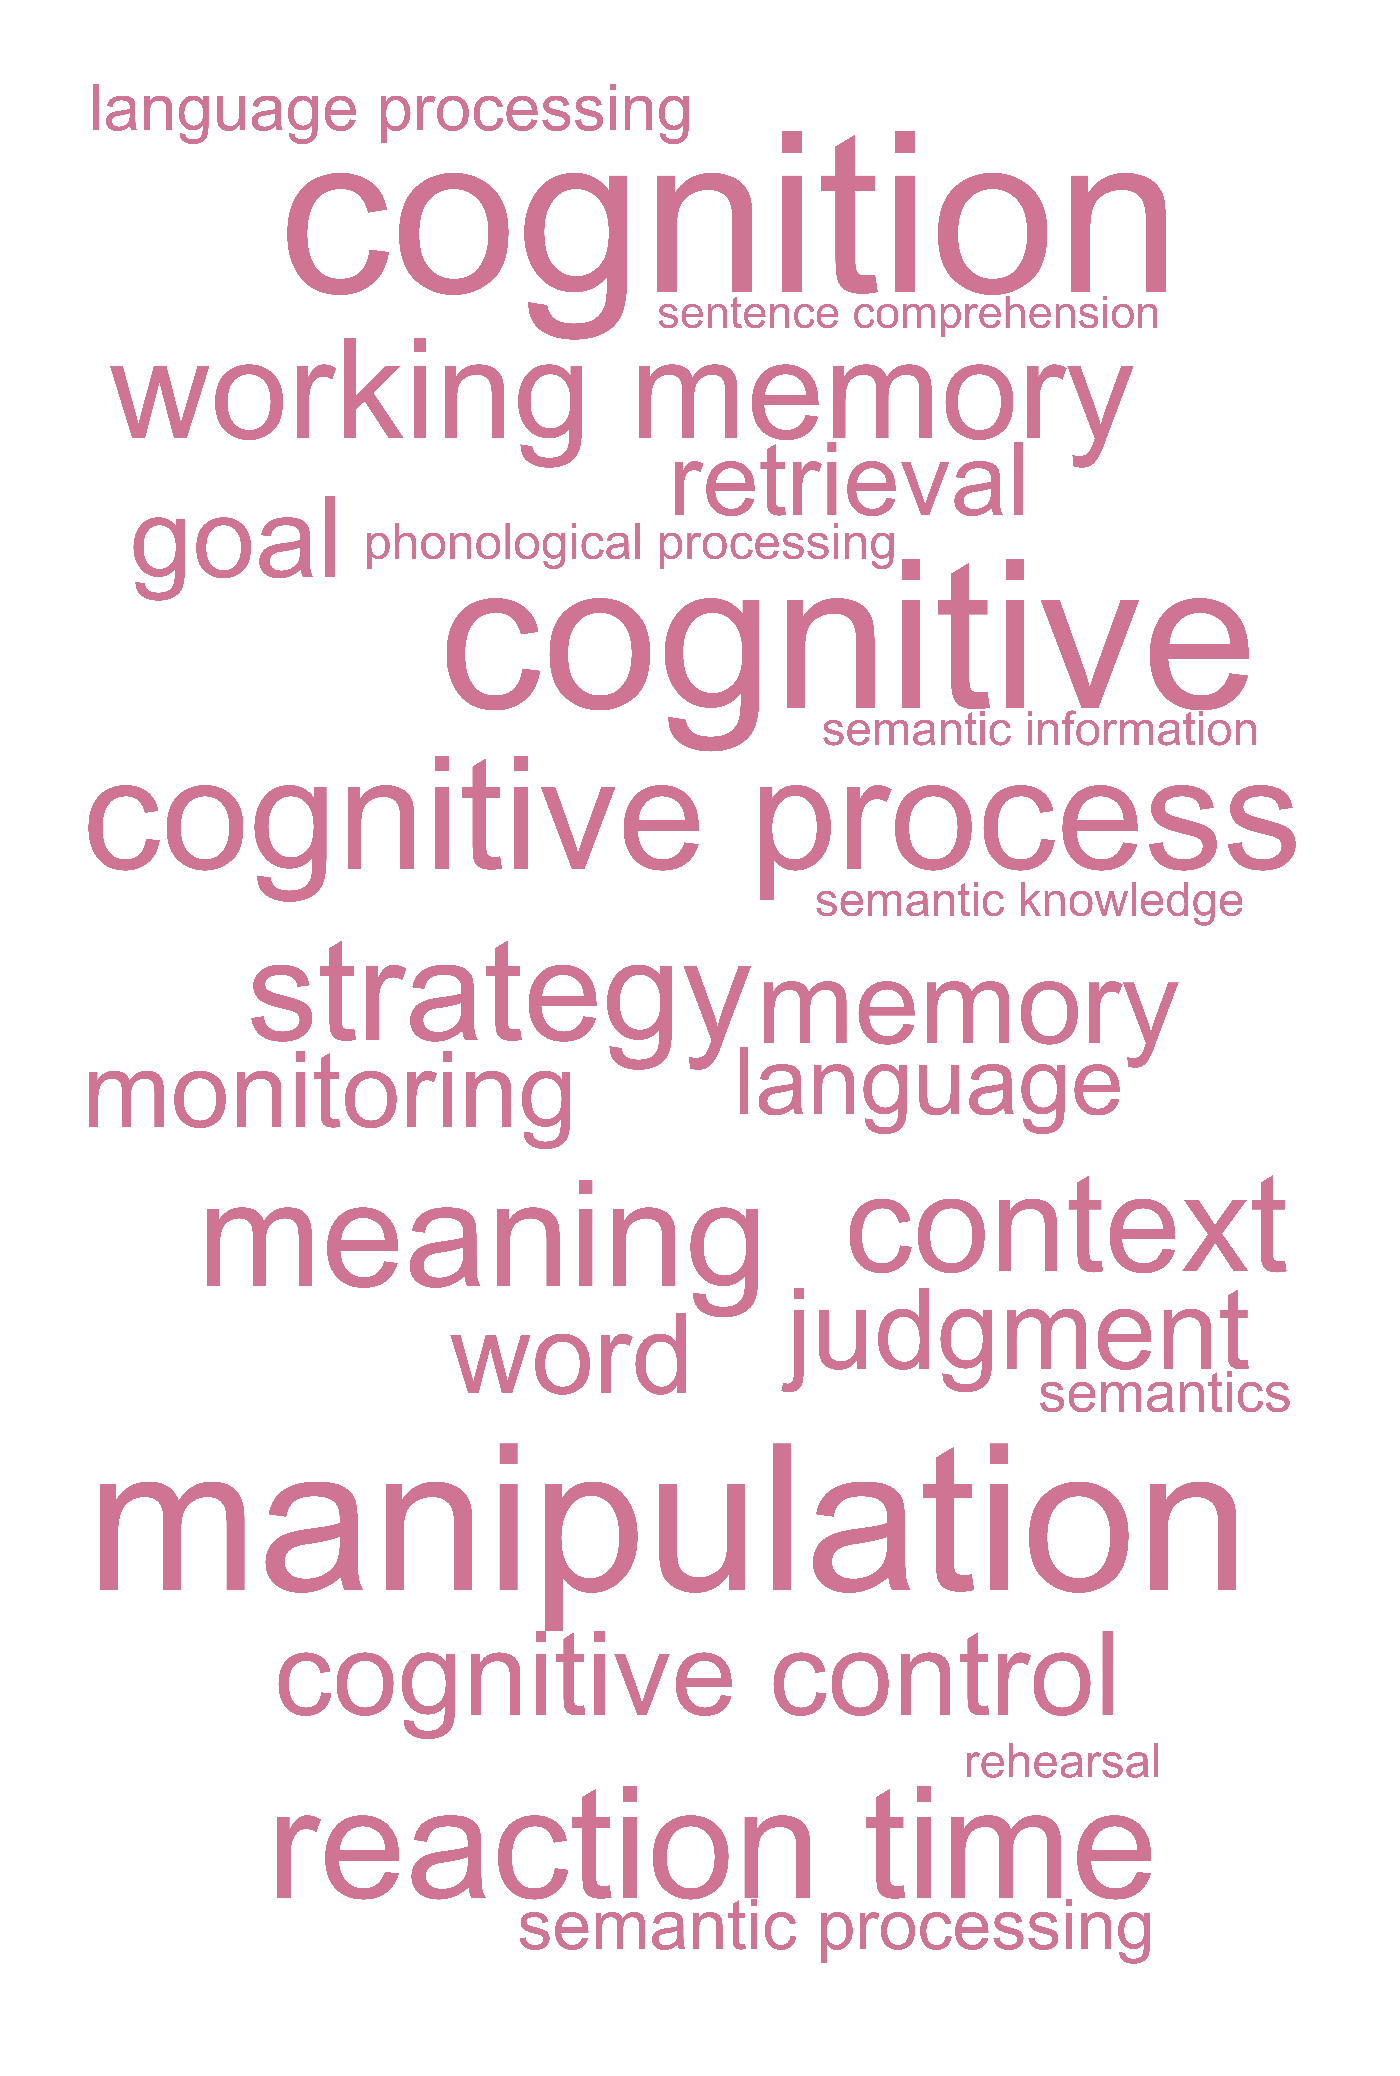 language processing
cognition
sentence comprehension
working memory
retrieval
goal
phonological processing
cognitive
semantic information
cognitive process
semantic knowledge
strategy
memory
monitoring
language
meaning
context
word
judgment
semantics
manipulation
cognitive control
rehearsal
reaction time
semantic processing